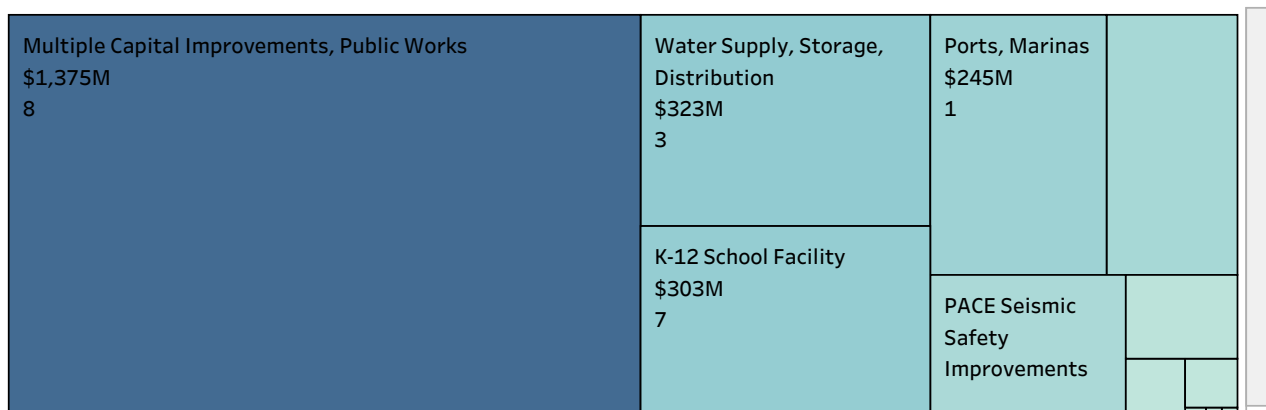 Multiple Capital Improvements, Public Works
$1,375M
8
Water Supply, Storage,
Distribution
$323M
3
K-12 School Facility
$303M
7
Ports, Marinas
$245M
1
PACE Seismic
Safety
Improvements